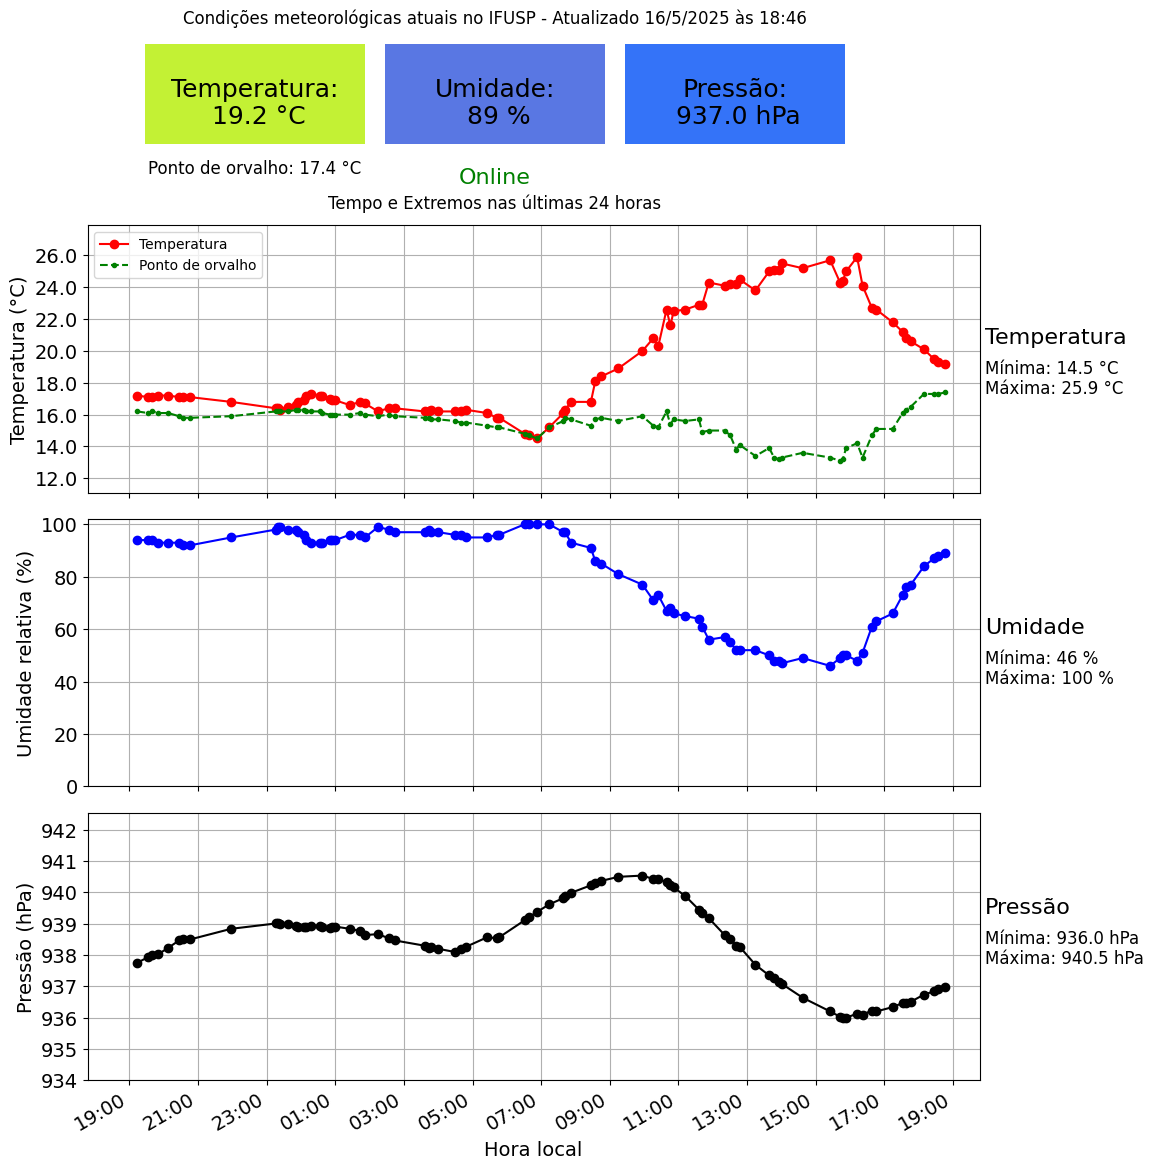 Condições meteorológicas atuais no IFUSP - Atualizado 16/5/2025 às 18:46
Temperatura:
19.2 °C
Umidade:
89 %
Pressão:
937.0 hPa
Ponto de orvalho: 17.4 °C
Online
Tempo e Extremos nas últimas 24 horas
Temperatura
Ponto de orvalho
Temperatura (°C)
26.0
24.0
22.0
20.0
18.0
16.0
14.0
12.0
Temperatura
Mínima: 14.5 °C
Máxima: 25.9 °C
Umidade relativa (%)
100
80
60
40
20
0
Umidade
Mínima: 46 %
Máxima: 100 %
Pressão (hPa)
942
941
940
939
938
937
936
935
934
Pressão
Mínima: 936.0 hPa
Máxima: 940.5 hPa
19:00
21:00
23:00
01:00
03:00
05:00
07:00
09:00
11:00
13:00
15:00
17:00
19:00
Hora local